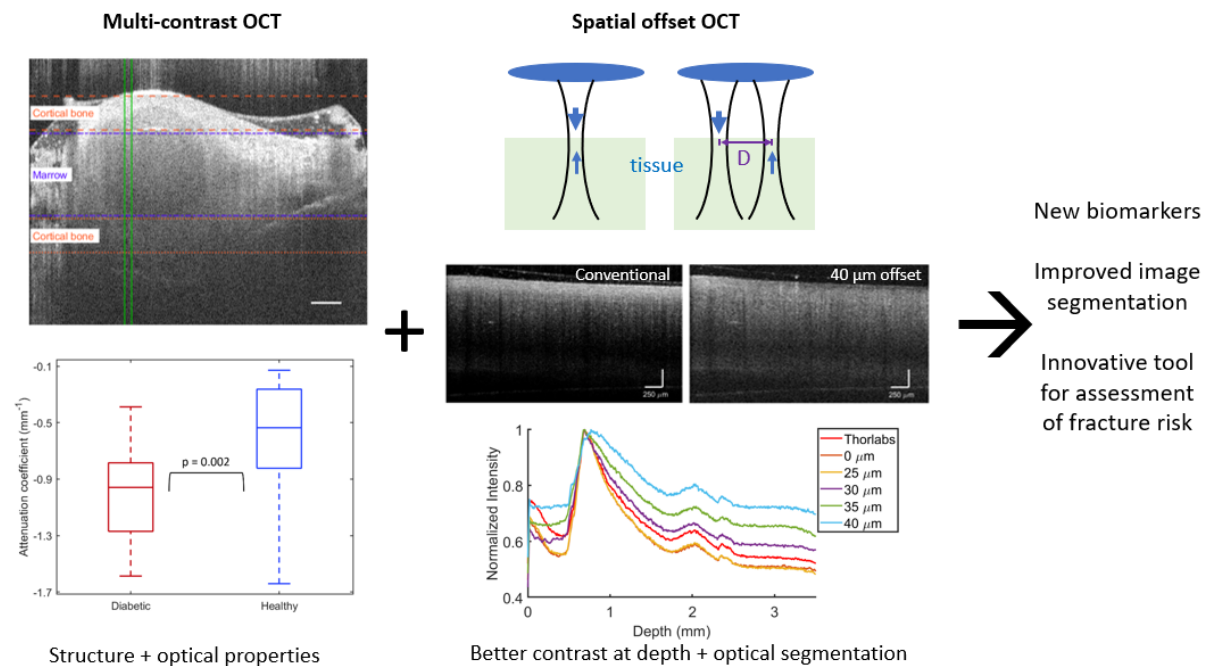 Multi-contrast OCT
Cortical bone
Marrow
Cortical bone
-0.1
-0.5
-0.9
-1.3
-1.7
Attenuation coefficient (mm⁻¹)
p = 0.002
Diabetic
Healthy
Structure + optical properties
+
Spatial offset OCT
tissue
D
Conventional
250 μm
40 μm offset
250 μm
Normalized Intensity
1
0.8
0.6
0.4
0
1
2
3
Depth (mm)
Thorlabs
0 μm
25 μm
30 μm
35 μm
40 μm
Better contrast at depth + optical segmentation
New biomarkers
Improved image
segmentation
Innovative tool
for assessment
of fracture risk